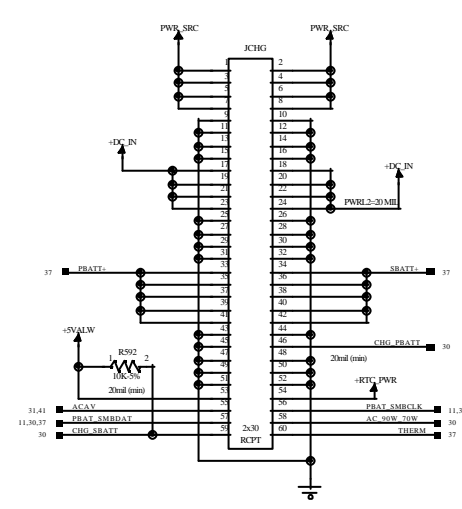 PWR_SRC PWR_SRC
JCHG
1 2
3 4
5 6
7 8
9 10
11 12
13 14
15 16
+DC_IN 17 18 +DC_IN
19 20
21 22
23 24 PWRL2=20 MIL
25 26
27 28
29 30
31 32
33 34
37 PBATT+ SBATT+ 37
35 36
37 38
39 40
41 42
43 44
+5VALW 45 46 CHG_PBATT 30
R592 47 48 20mil (min)
1 2 49 50
10K-5% 51 52 +RTC_PWR
20mil (min) 53 54
31,41 ACAV 55 56 PBAT_SMBCLK 11,3
11,30,37 PBAT_SMBDAT 57 58 AC_90W_70W 30
30 CHG_SBATT 59 60 THERM 37
2x30
RCPT